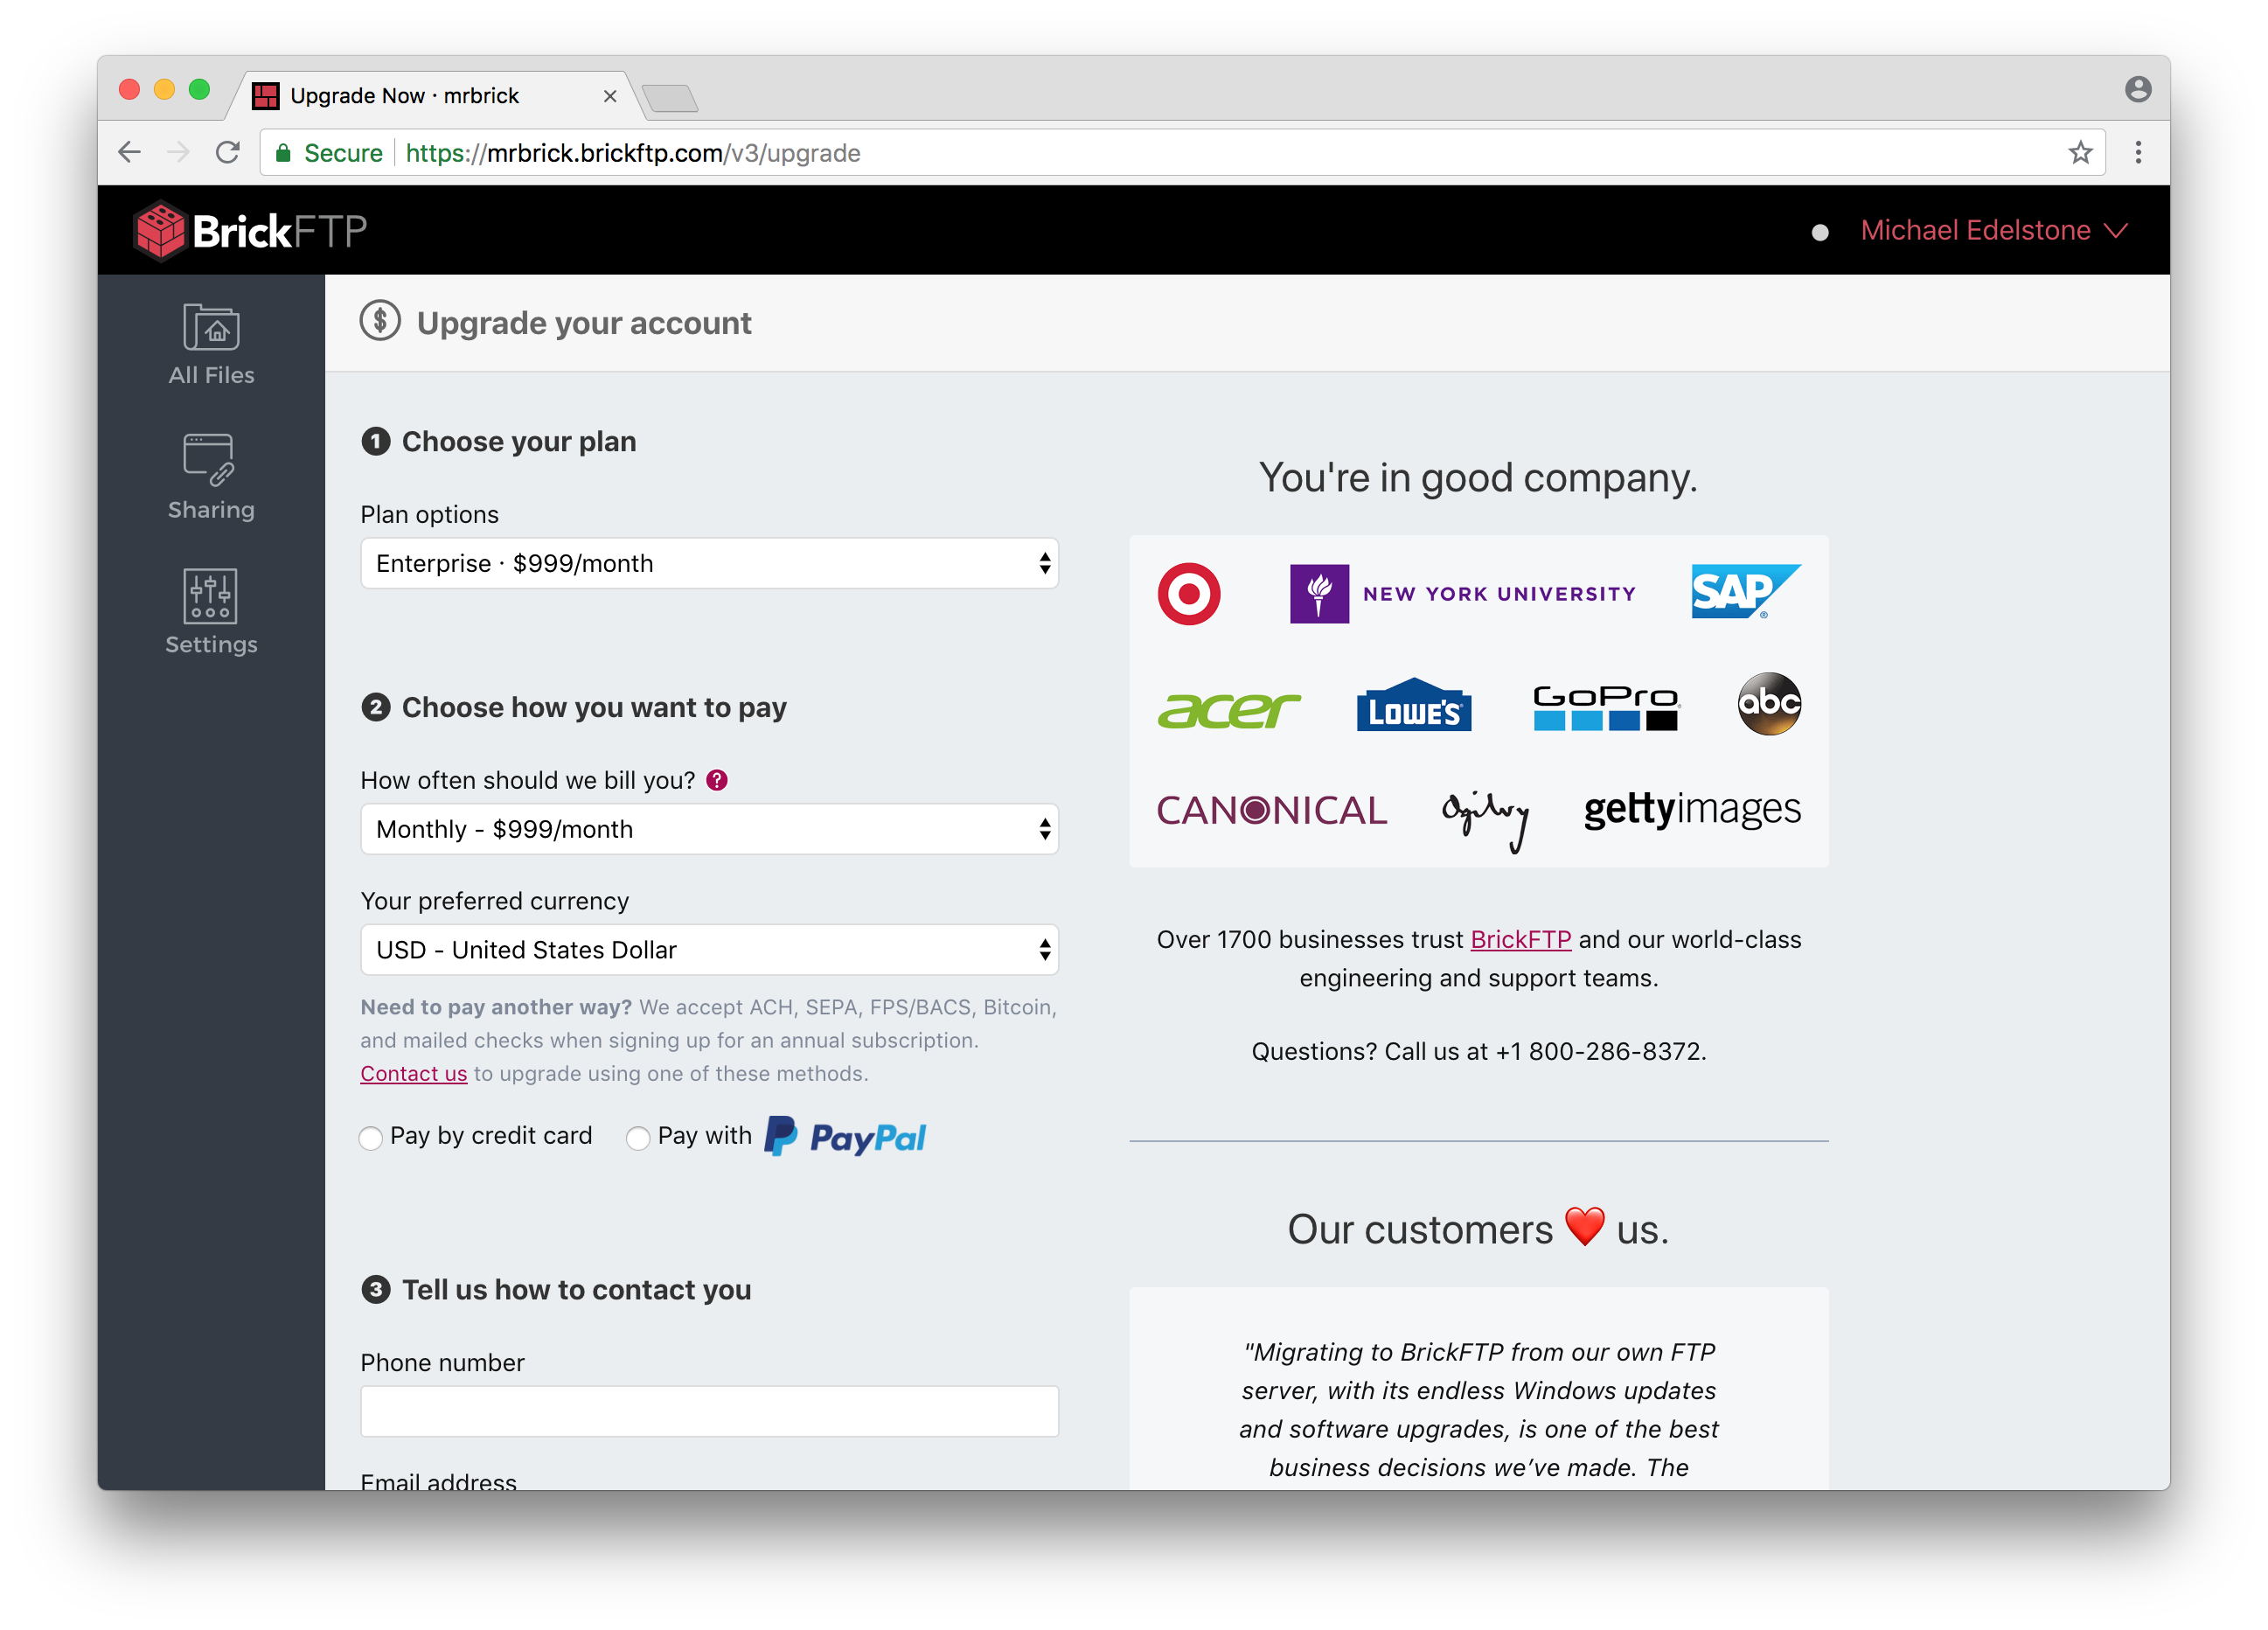 Upgrade Now · mrbrick
Secure https://mrbrick.brickftp.com/v3/upgrade
BrickFTP
Michael Edelstone
All Files
Sharing
Settings
Upgrade your account
1 Choose your plan
Plan options
Enterprise · $999/month
2 Choose how you want to pay
How often should we bill you? ?
Monthly - $999/month
Your preferred currency
USD - United States Dollar
Need to pay another way? We accept ACH, SEPA, FPS/BACS, Bitcoin,
and mailed checks when signing up for an annual subscription.
Contact us to upgrade using one of these methods.
Pay by credit card Pay with PayPal
3 Tell us how to contact you
Phone number
Email address
You're in good company.
NEW YORK UNIVERSITY SAP®
acer LOWE'S GoPro abc
CANONICAL Ogilvy gettyimages
Over 1700 businesses trust BrickFTP and our world-class
engineering and support teams.
Questions? Call us at +1 800-286-8372.
Our customers ❤️ us.
"Migrating to BrickFTP from our own FTP
server, with its endless Windows updates
and software upgrades, is one of the best
business decisions we’ve made. The